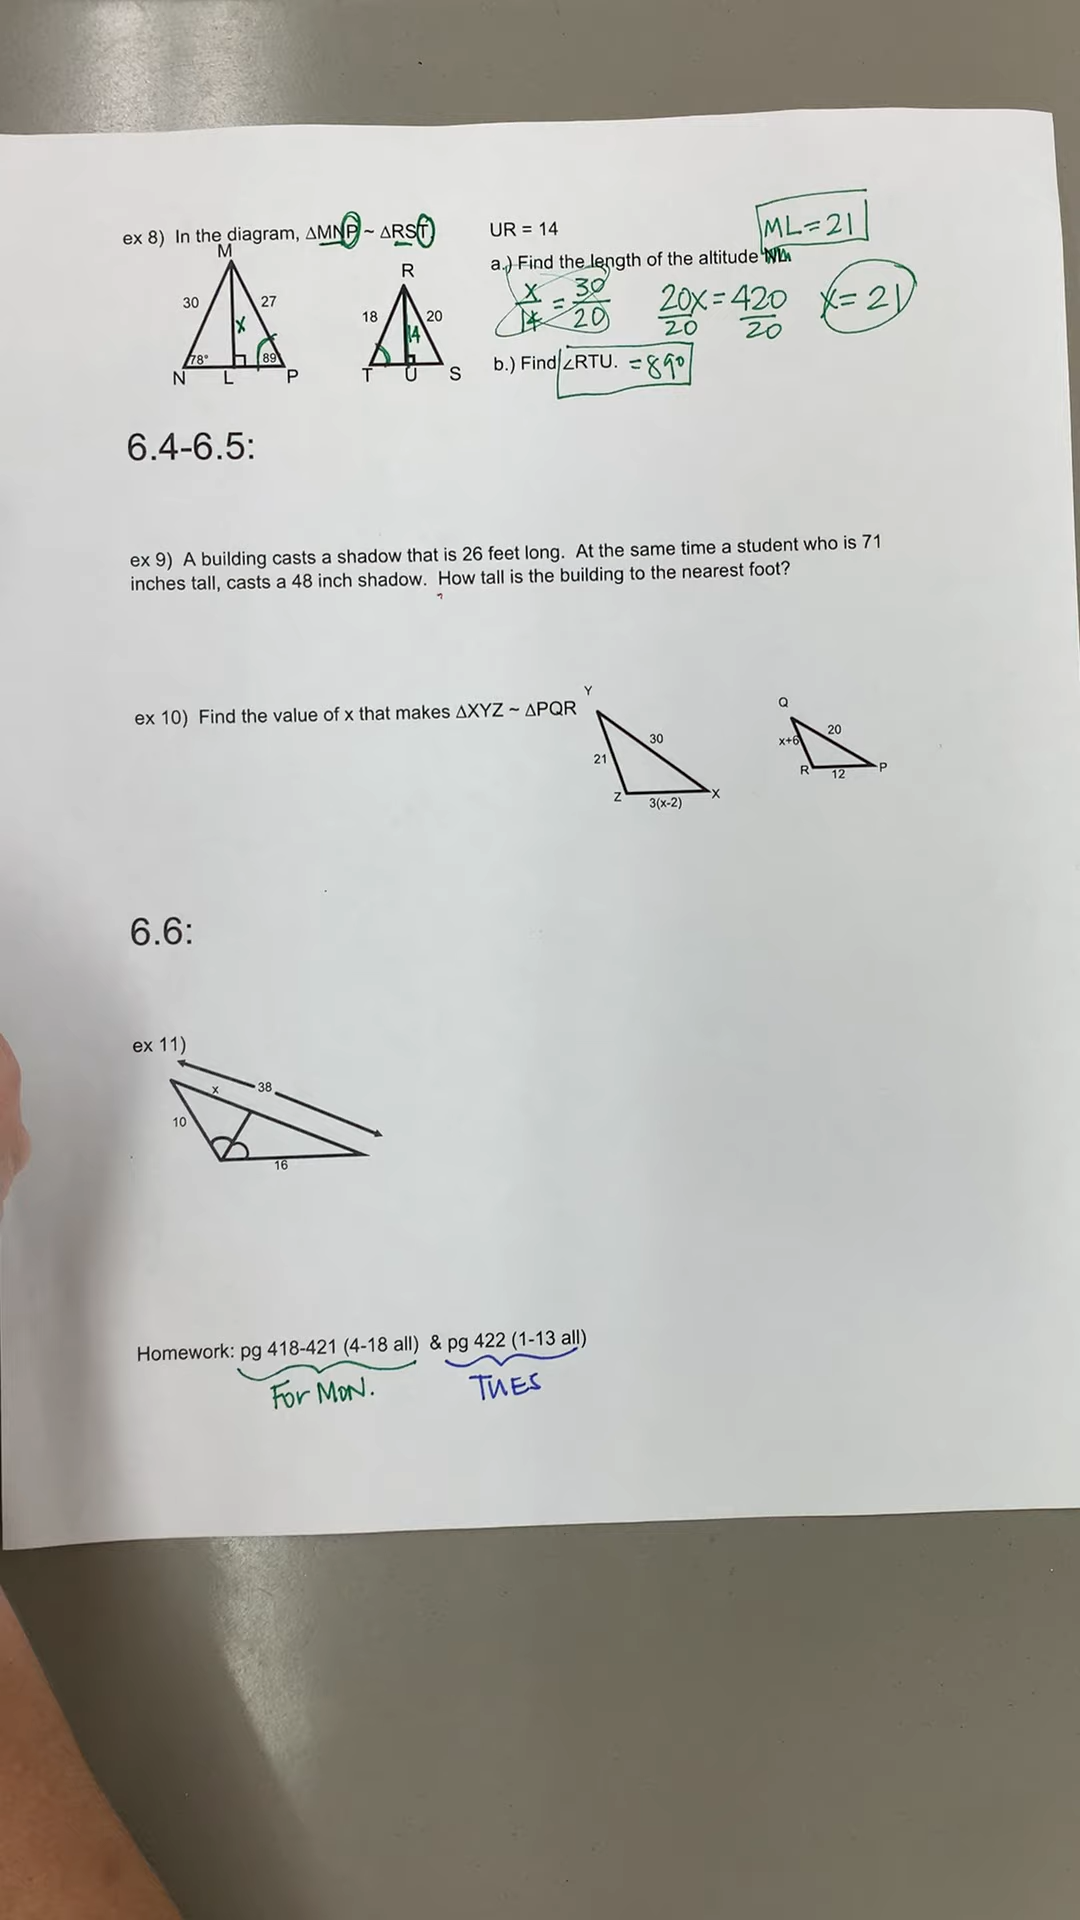 ex 8) In the diagram, ΔMNP ~ ΔRST
UR = 14
ML=21
a.) Find the length of the altitude
x/14 = 30/20
20x = 420
20 20
x= 21
b.) Find ∠RTU. = 89°
M
30 27
x
78° 89
N L P
R
18 20
14
T U S
6.4-6.5:
ex 9) A building casts a shadow that is 26 feet long. At the same time a student who is 71
inches tall, casts a 48 inch shadow. How tall is the building to the nearest foot?
ex 10) Find the value of x that makes ΔXYZ ~ ΔPQR
Y
30
21
Z X
3(x-2)
Q
20
x+6
R P
12
6.6:
ex 11)
x 38
10
16
Homework: pg 418-421 (4-18 all) & pg 422 (1-13 all)
For MON. TUES